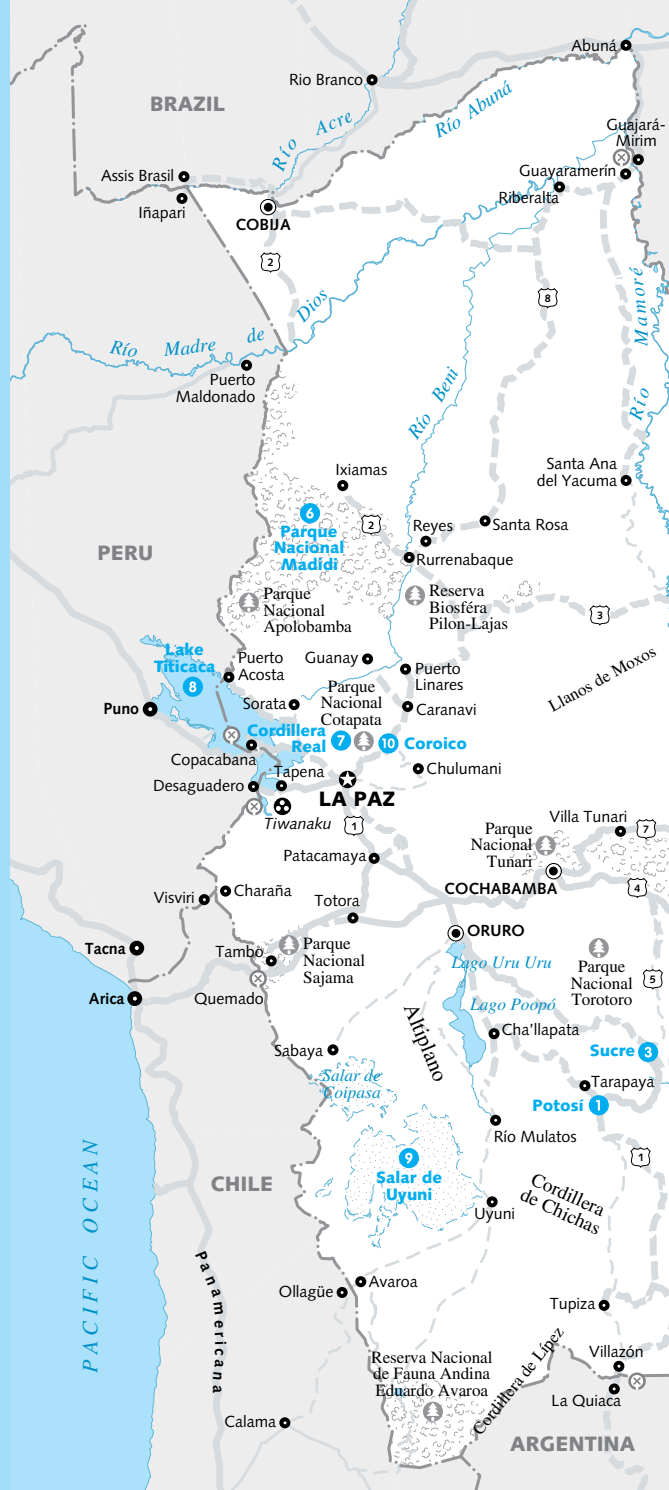 Abuná
Rio Branco
BRAZIL
Río Acre
Río Abuná
Guajará-
Mirim
Assis Brasil
Guayaramerín
Iñapari
Riberalta
COBIJA
2
8
Río Mamoré
Río Madre de Dios
Puerto
Maldonado
Río Beni
Ixiamas
Santa Ana
del Yacuma
6
Parque
Nacional
Madídi
2
Reyes
Santa Rosa
PERU
Rurrenabaque
Parque
Nacional
Apolobamba
Reserva
Biosféra
Pilon-Lajas
3
Lake
Titicaca
8
Puerto
Acosta
Guanay
Puerto
Linares
Llanos de Moxos
Puno
Sorata
Parque
Nacional
Cotapata
Caranavi
Cordillera
Real 7
10 Coroico
Copacabana
Desaguadero
Tapena
Chulumani
LA PAZ
Tiwanaku
1
Villa Tunari
7
Parque
Nacional
Tunari
Patacamaya
COCHABAMBA
4
Visviri
Charaña
Totora
ORURO
Tacna
Tambo
Quemado
Parque
Nacional
Sajama
Lago Uru Uru
Parque
Nacional
Torotoro
5
Arica
Lago Poopó
Altiplano
Cha'llapata
Sabaya
Sucre 3
Salar de
Coipasa
Tarapaya
Potosí 1
Río Mulatos
PACIFIC OCEAN
CHILE
9
Salar de
Uyuni
1
Cordillera
de Chichas
Uyuni
Panamericana
Ollagüe
Avaroa
Tupiza
Reserva Nacional
de Fauna Andina
Eduardo Avaroa
Cordillera de Lípez
Villazón
La Quiaca
Calama
ARGENTINA